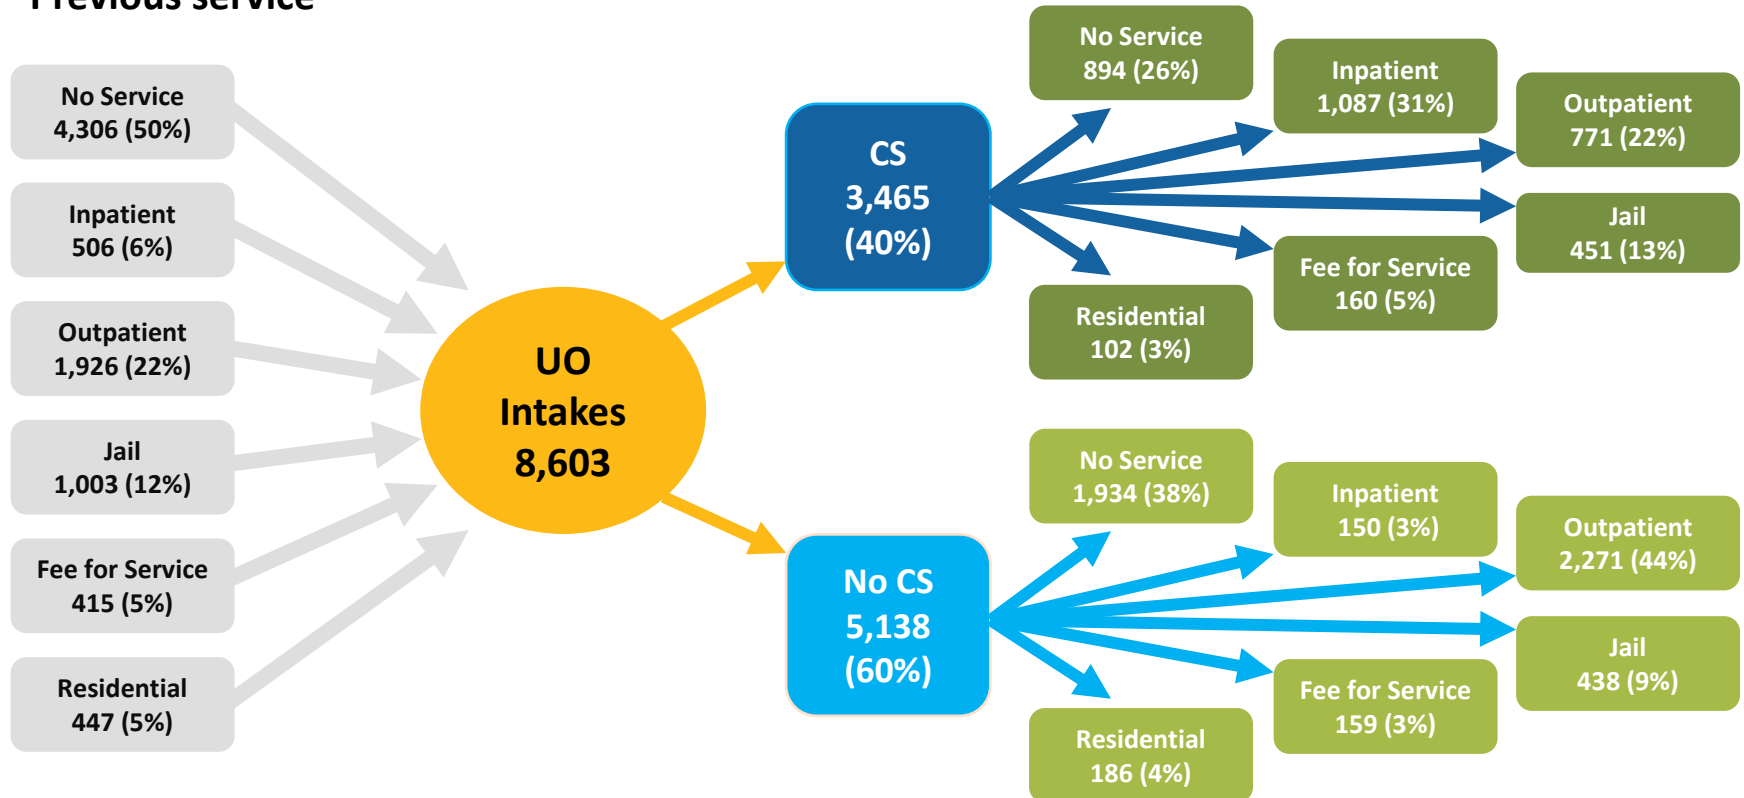 Previous service
No Service
4,306 (50%)
Inpatient
506 (6%)
Outpatient
1,926 (22%)
Jail
1,003 (12%)
Fee for Service
415 (5%)
Residential
447 (5%)
UO
Intakes
8,603
CS
3,465
(40%)
No Service
894 (26%)
Inpatient
1,087 (31%)
Outpatient
771 (22%)
Jail
451 (13%)
Fee for Service
160 (5%)
Residential
102 (3%)
No CS
5,138
(60%)
No Service
1,934 (38%)
Inpatient
150 (3%)
Outpatient
2,271 (44%)
Jail
438 (9%)
Fee for Service
159 (3%)
Residential
186 (4%)